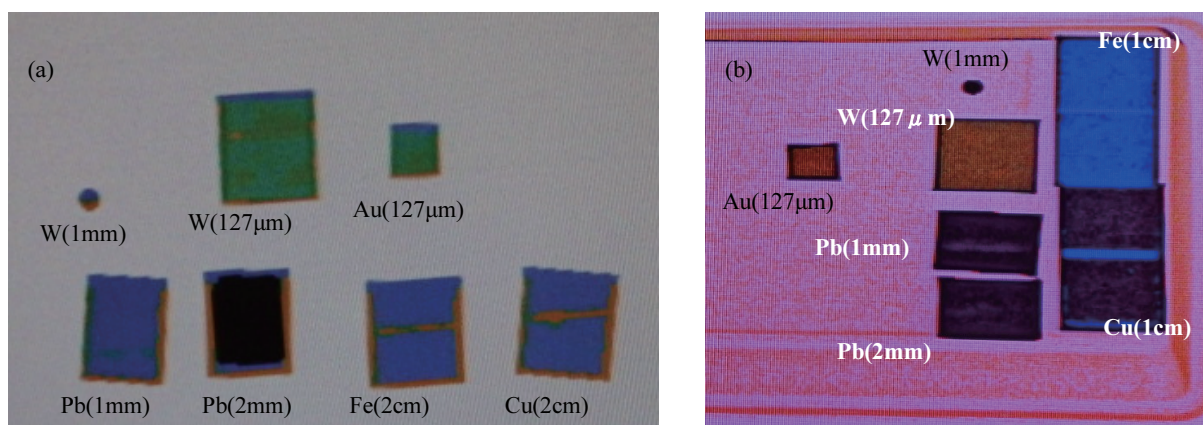 (a)
W(1mm)
W(127μm)
Au(127μm)
Pb(1mm)
Pb(2mm)
Fe(2cm)
Cu(2cm)
(b)
W(1mm)
Fe(1cm)
W(127μm)
Au(127μm)
Pb(1mm)
Pb(2mm)
Cu(1cm)